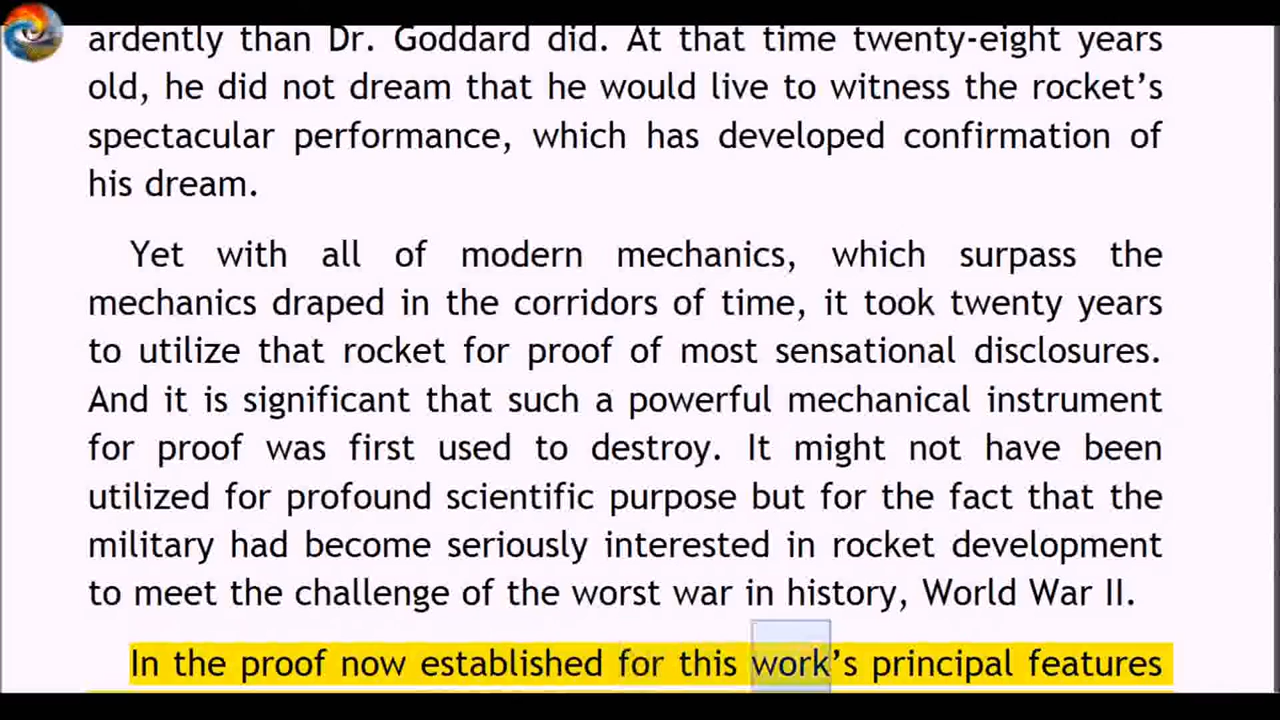 ardently than Dr. Goddard did. At that time twenty-eight years
old, he did not dream that he would live to witness the rocket’s
spectacular performance, which has developed confirmation of
his dream.
Yet with all of modern mechanics, which surpass the
mechanics draped in the corridors of time, it took twenty years
to utilize that rocket for proof of most sensational disclosures.
And it is significant that such a powerful mechanical instrument
for proof was first used to destroy. It might not have been
utilized for profound scientific purpose but for the fact that the
military had become seriously interested in rocket development
to meet the challenge of the worst war in history, World War II.
In the proof now established for this work’s principal features